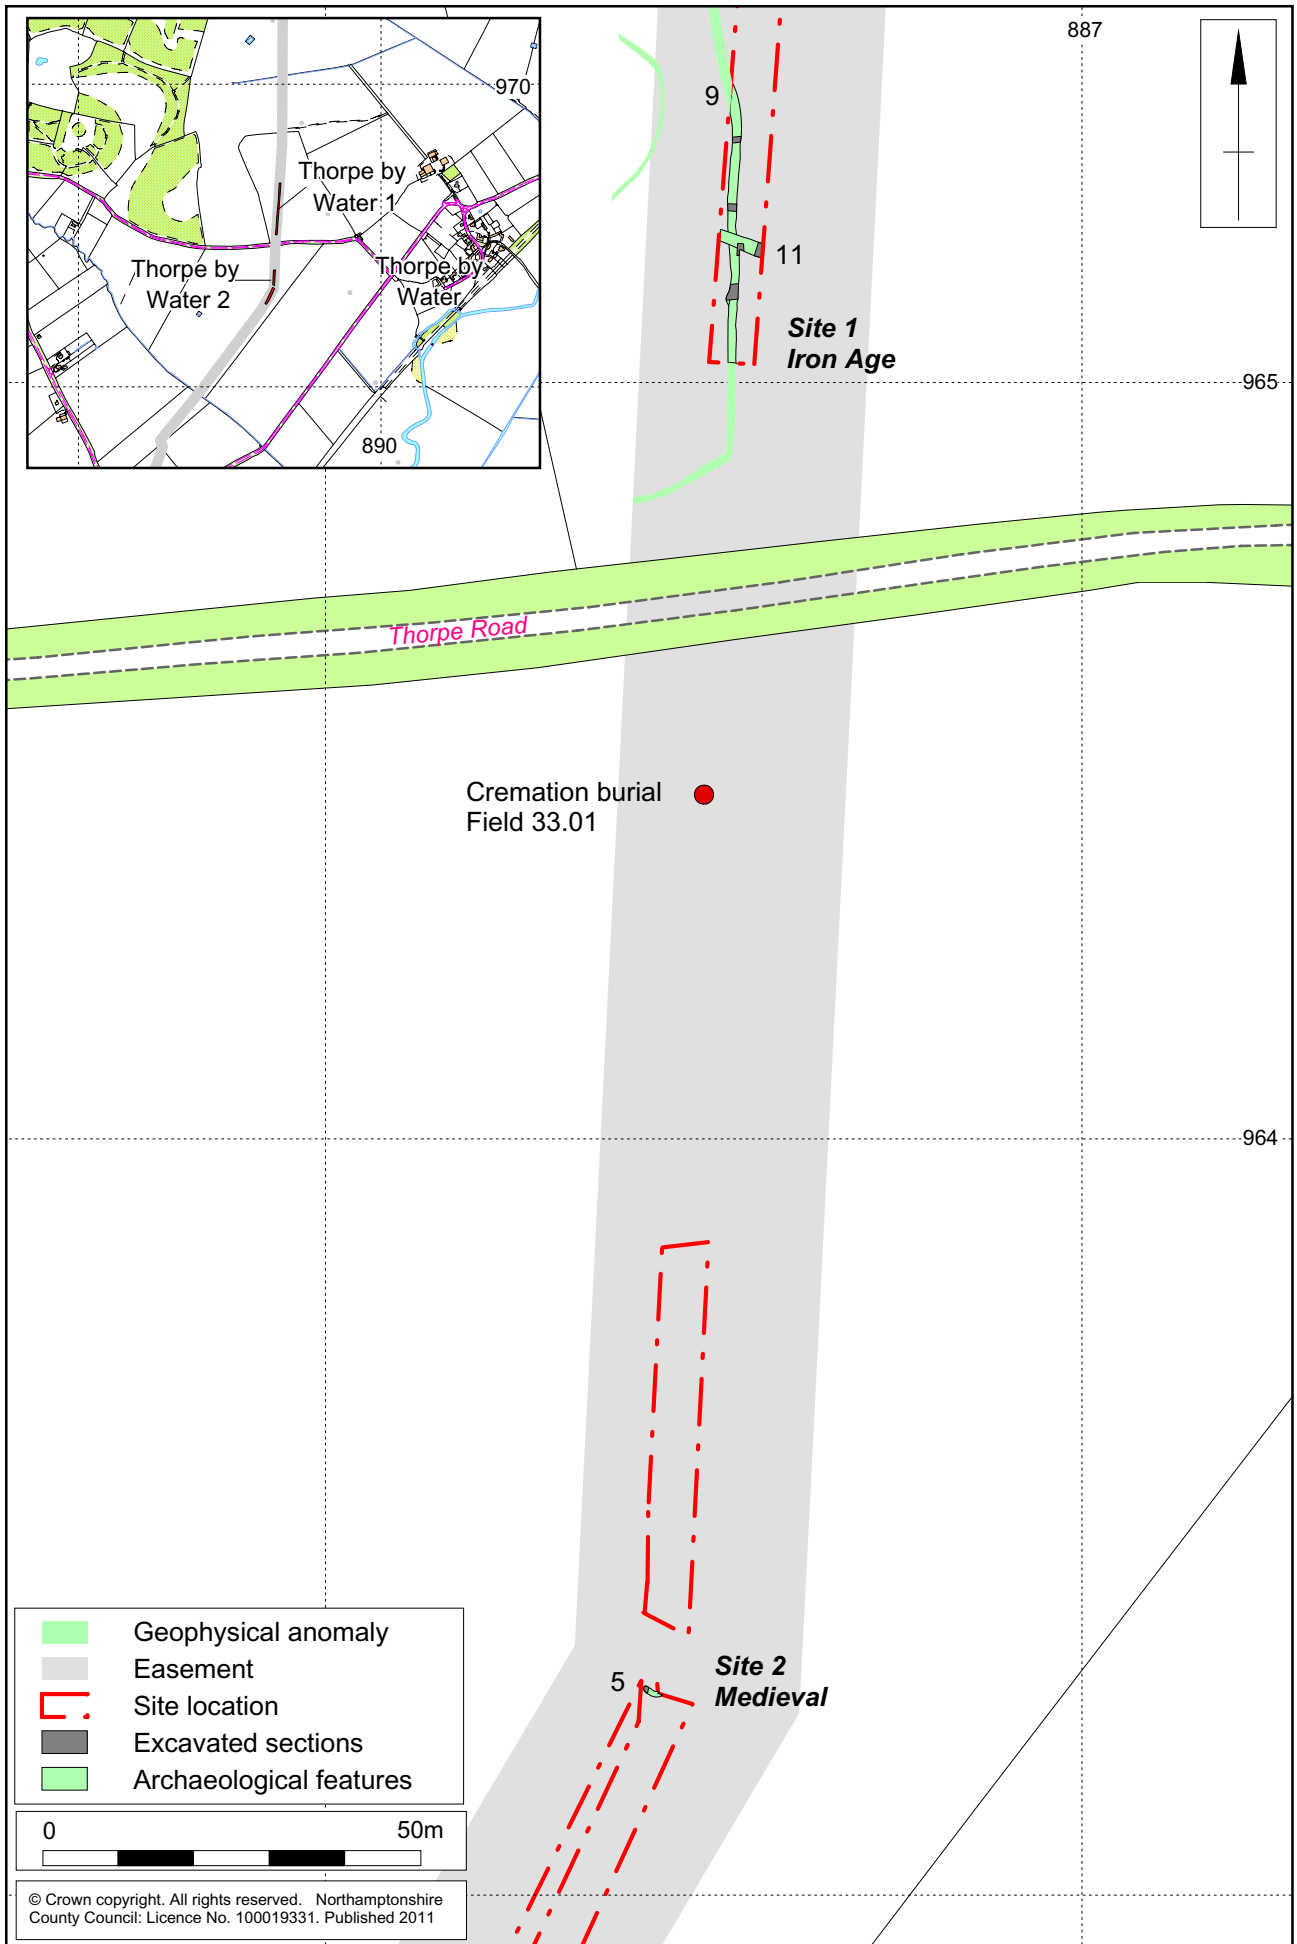 970
Thorpe by
Water 1
Thorpe by
Water 2
Thorpe by
Water
890
887
9
11
Site 1
Iron Age
965
Thorpe Road
Cremation burial
Field 33.01
964
5
Site 2
Medieval
Geophysical anomaly
Easement
Site location
Excavated sections
Archaeological features
0 50m
© Crown copyright. All rights reserved. Northamptonshire
County Council: Licence No. 100019331. Published 2011